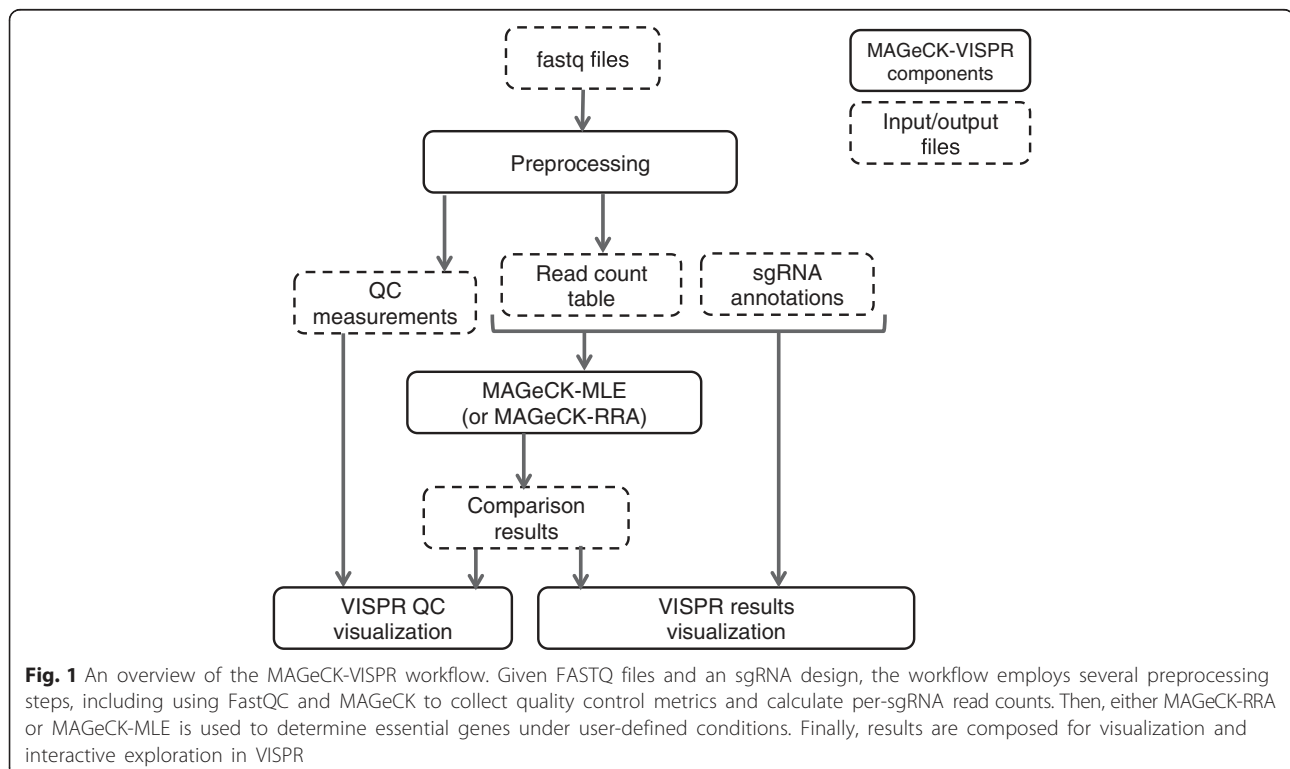 fastq files
MAGeCK-VISPR
components
Input/output
files
Preprocessing
QC
measurements
Read count
table
sgRNA
annotations
MAGeCK-MLE
(or MAGeCK-RRA)
Comparison
results
VISPR QC
visualization
VISPR results
visualization
Fig. 1 An overview of the MAGeCK-VISPR workflow. Given FASTQ files and an sgRNA design, the workflow employs several preprocessing
steps, including using FastQC and MAGeCK to collect quality control metrics and calculate per-sgRNA read counts. Then, either MAGeCK-RRA
or MAGeCK-MLE is used to determine essential genes under user-defined conditions. Finally, results are composed for visualization and
interactive exploration in VISPR